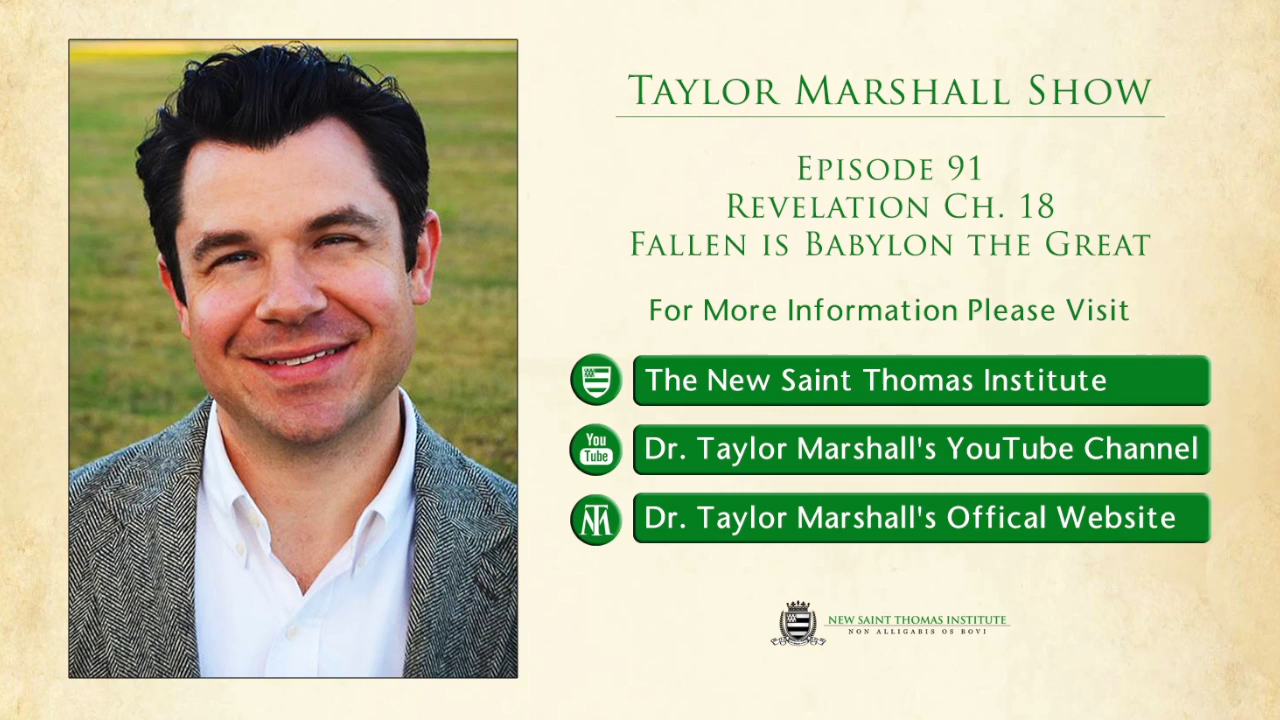 Taylor Marshall Show
Episode 91
Revelation Ch. 18
Fallen is Babylon the Great
For More Information Please Visit
The New Saint Thomas Institute
You
Tube
Dr. Taylor Marshall's YouTube Channel
TM
Dr. Taylor Marshall's Offical Website
NEW SAINT THOMAS INSTITUTE
NON ALLIGABIS OS BOVI